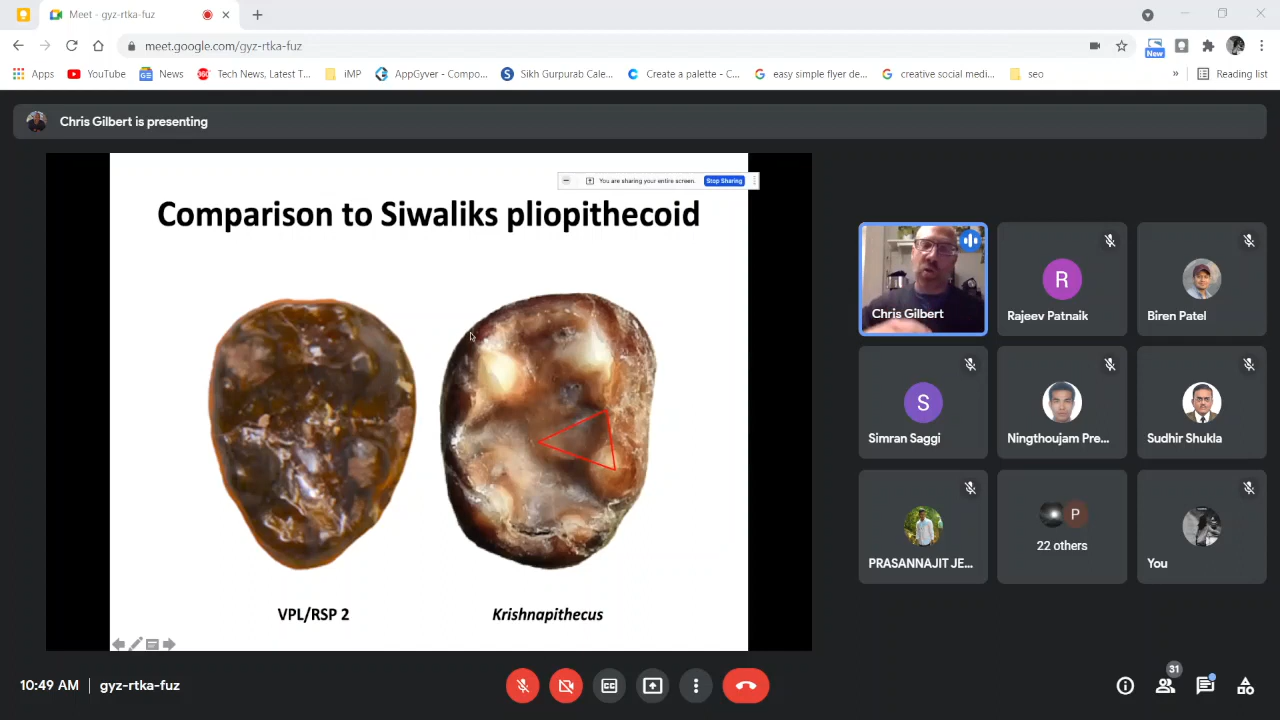 Meet - gyz-rtka-fuz
meet.google.com/gyz-rtka-fuz
New
Apps
YouTube
News
360
Tech News, Latest T...
iMP
AppGyver - Compo...
S
Sikh Gurpurab Cale...
C
Create a palette - C...
G
easy simple flyer de...
G
creative social medi...
seo
»
Reading list
Chris Gilbert is presenting
You are sharing your entire screen.
Stop Sharing
Comparison to Siwaliks pliopithecoid
VPL/RSP 2
Krishnapithecus
Chris Gilbert
R
Rajeev Patnaik
Biren Patel
S
Simran Saggi
Ningthoujam Pre...
Sudhir Shukla
PRASANNAJIT JE...
P
22 others
You
10:49 AM | gyz-rtka-fuz
CC
31